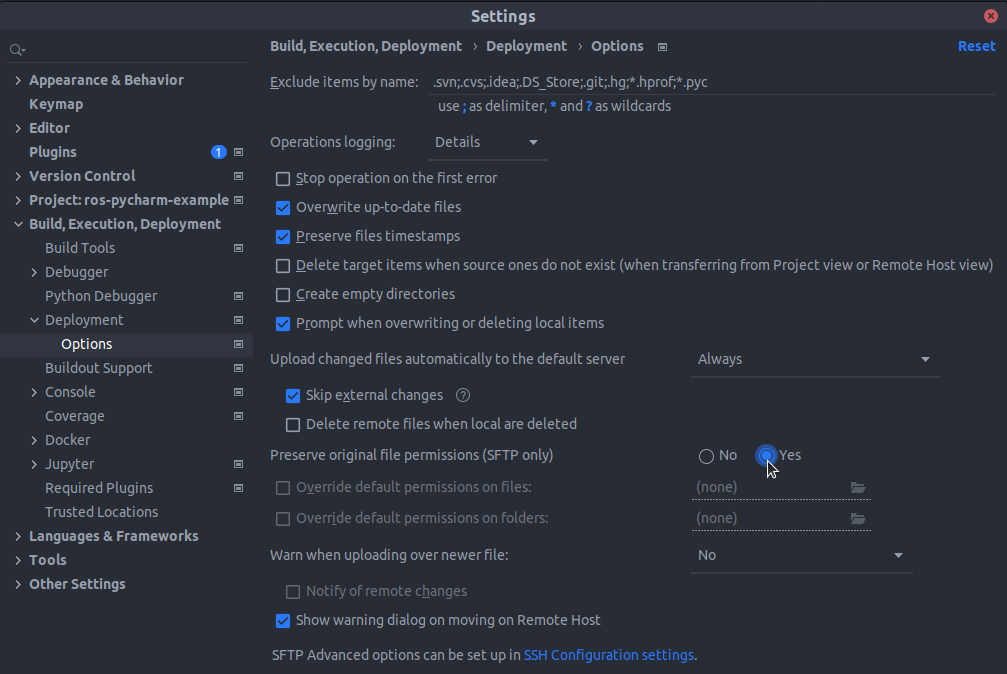 Settings
Build, Execution, Deployment › Deployment › Options
Reset
Appearance & Behavior
Keymap
Editor
Plugins 1
Version Control
Project: ros-pycharm-example
Build, Execution, Deployment
Build Tools
Debugger
Python Debugger
Deployment
Options
Buildout Support
Console
Coverage
Docker
Jupyter
Required Plugins
Trusted Locations
Languages & Frameworks
Tools
Other Settings
Exclude items by name: .svn;.cvs;.idea;.DS_Store;.git;.hg;*.hprof;*.pyc
use ; as delimiter, * and ? as wildcards
Operations logging: Details
Stop operation on the first error
Overwrite up-to-date files
Preserve files timestamps
Delete target items when source ones do not exist (when transferring from Project view or Remote Host view)
Create empty directories
Prompt when overwriting or deleting local items
Upload changed files automatically to the default server Always
Skip external changes ?
Delete remote files when local are deleted
Preserve original file permissions (SFTP only) No Yes
Override default permissions on files: (none)
Override default permissions on folders: (none)
Warn when uploading over newer file: No
Notify of remote changes
Show warning dialog on moving on Remote Host
SFTP Advanced options can be set up in SSH Configuration settings.